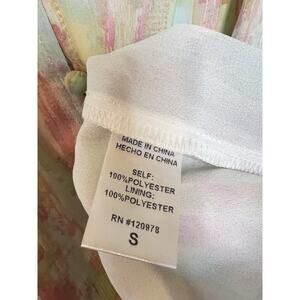 MADE IN CHINA
HECHO EN CHINA
SELF:
100%POLYESTER
LINING:
100%POLYESTER
RN #120978
S